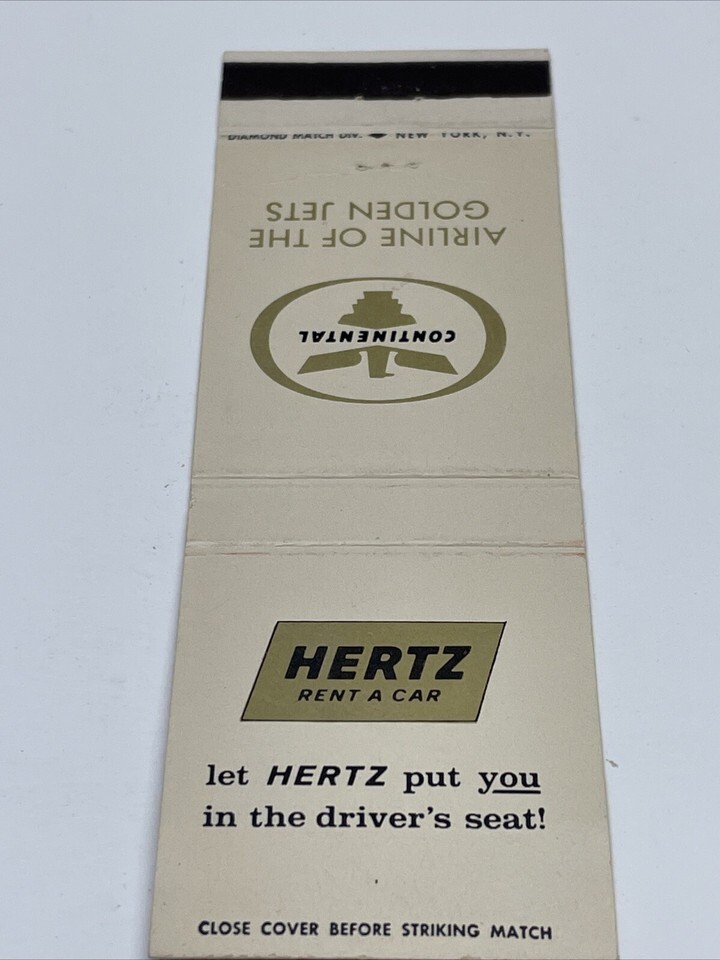 DIAMOND MATCH DIV. NEW YORK, N.Y.
AIRLINE OF THE
GOLDEN JETS
CONTINENTAL
HERTZ
RENT A CAR
let HERTZ put you
in the driver's seat!
CLOSE COVER BEFORE STRIKING MATCH